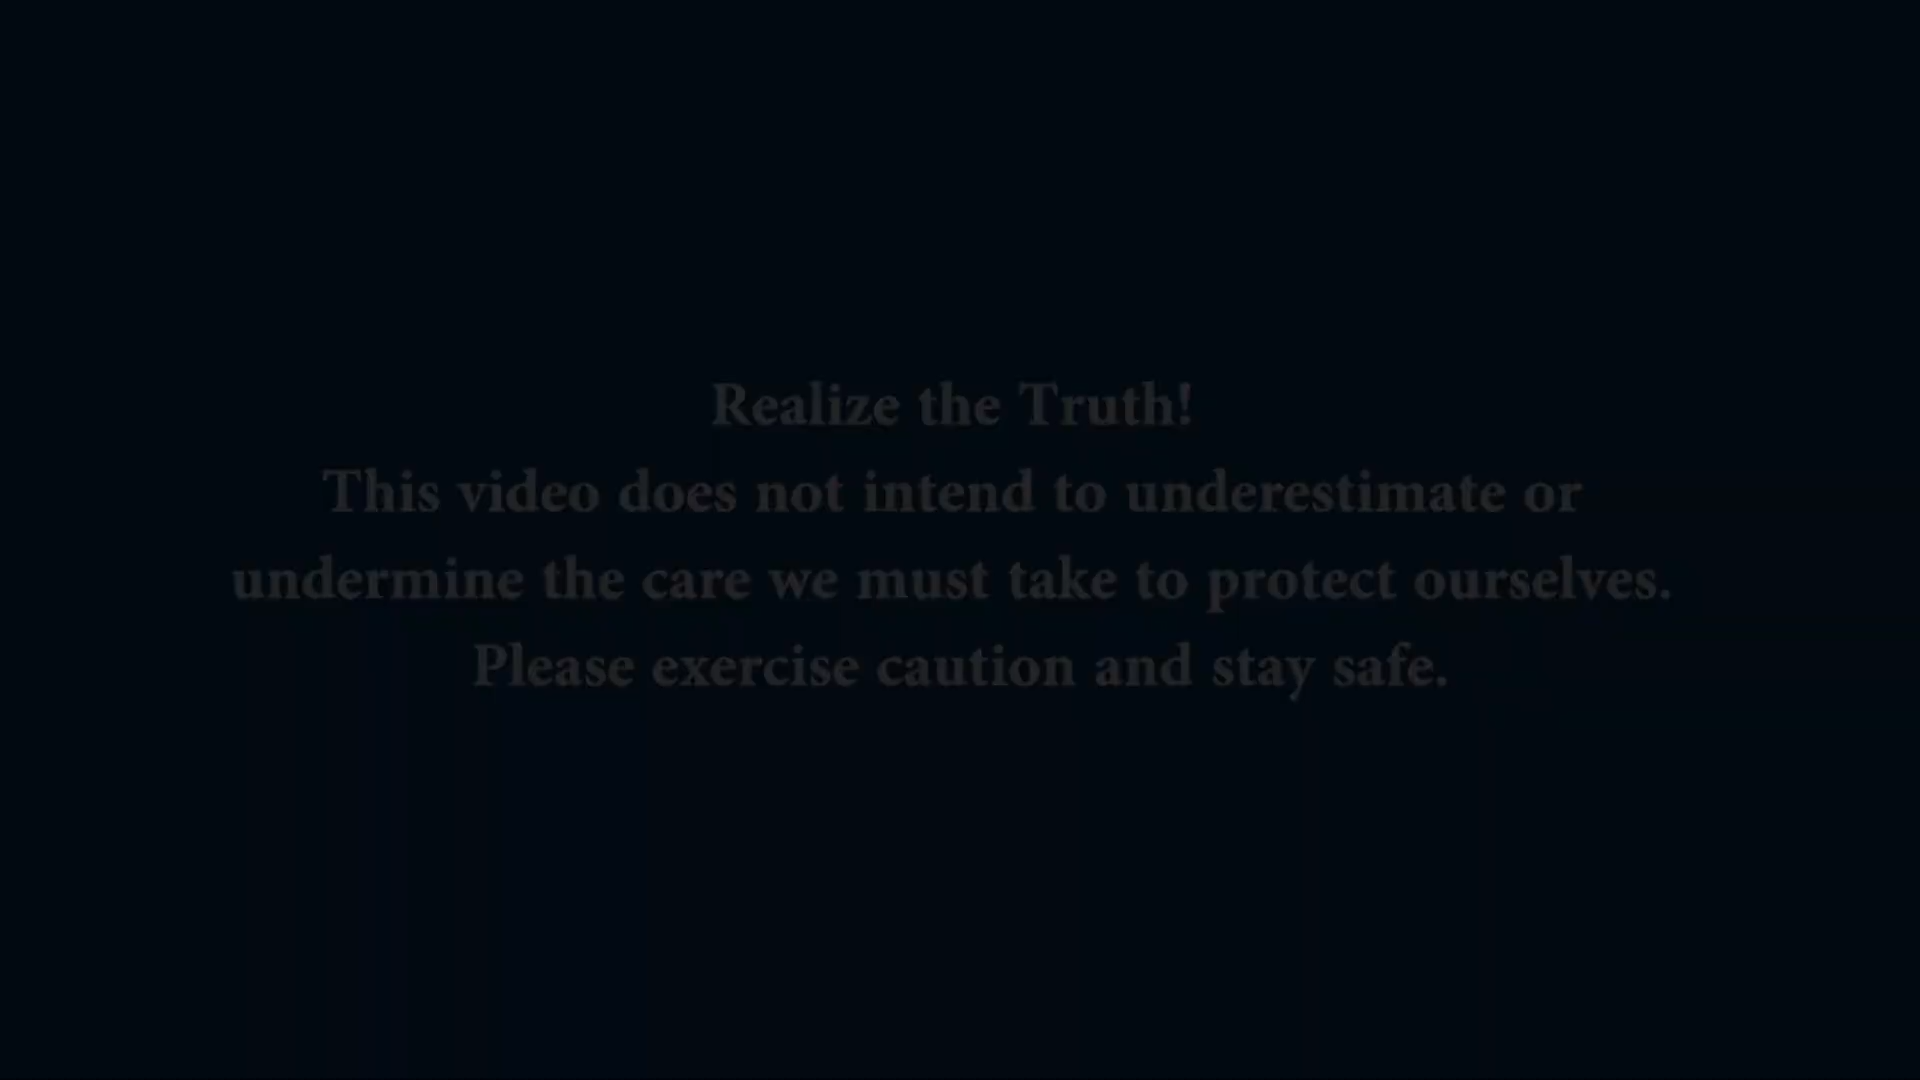 Realize the Truth!
This video does not intend to underestimate or
undermine the care we must take to protect ourselves.
Please exercise caution and stay safe.